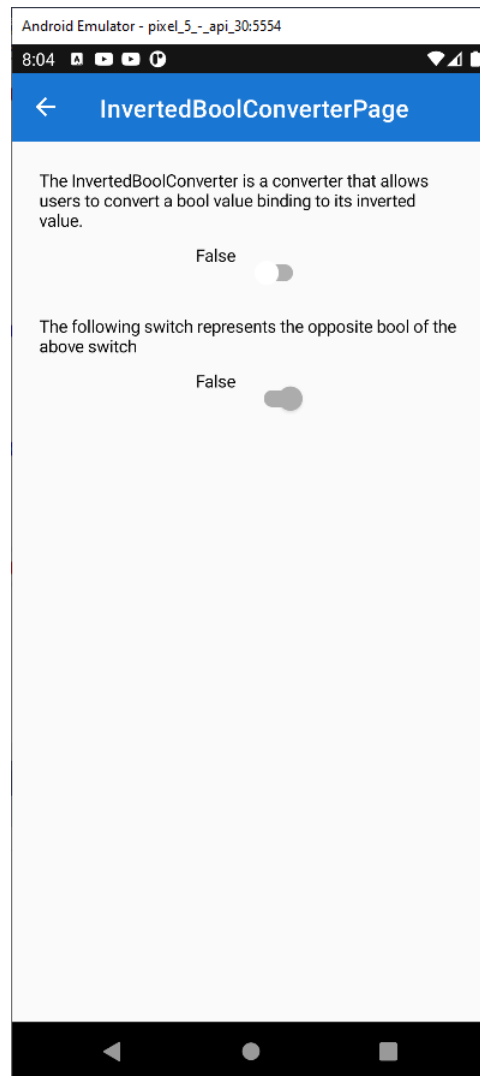 Android Emulator - pixel_5_-_api_30:5554
8:04
InvertedBoolConverterPage
The InvertedBoolConverter is a converter that allows
users to convert a bool value binding to its inverted
value.
False
The following switch represents the opposite bool of the
above switch
False